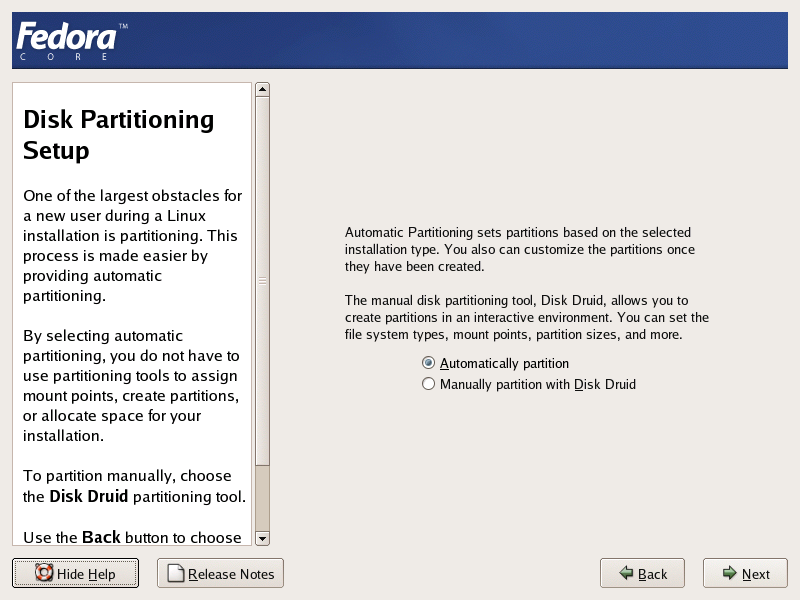 Fedora™
CORE
Disk Partitioning
Setup
One of the largest obstacles for
a new user during a Linux
installation is partitioning. This
process is made easier by
providing automatic
partitioning.
By selecting automatic
partitioning, you do not have to
use partitioning tools to assign
mount points, create partitions,
or allocate space for your
installation.
To partition manually, choose
the Disk Druid partitioning tool.
Use the Back button to choose
Automatic Partitioning sets partitions based on the selected
installation type. You also can customize the partitions once
they have been created.
The manual disk partitioning tool, Disk Druid, allows you to
create partitions in an interactive environment. You can set the
file system types, mount points, partition sizes, and more.
Automatically partition
Manually partition with Disk Druid
Hide Help
Release Notes
Back
Next